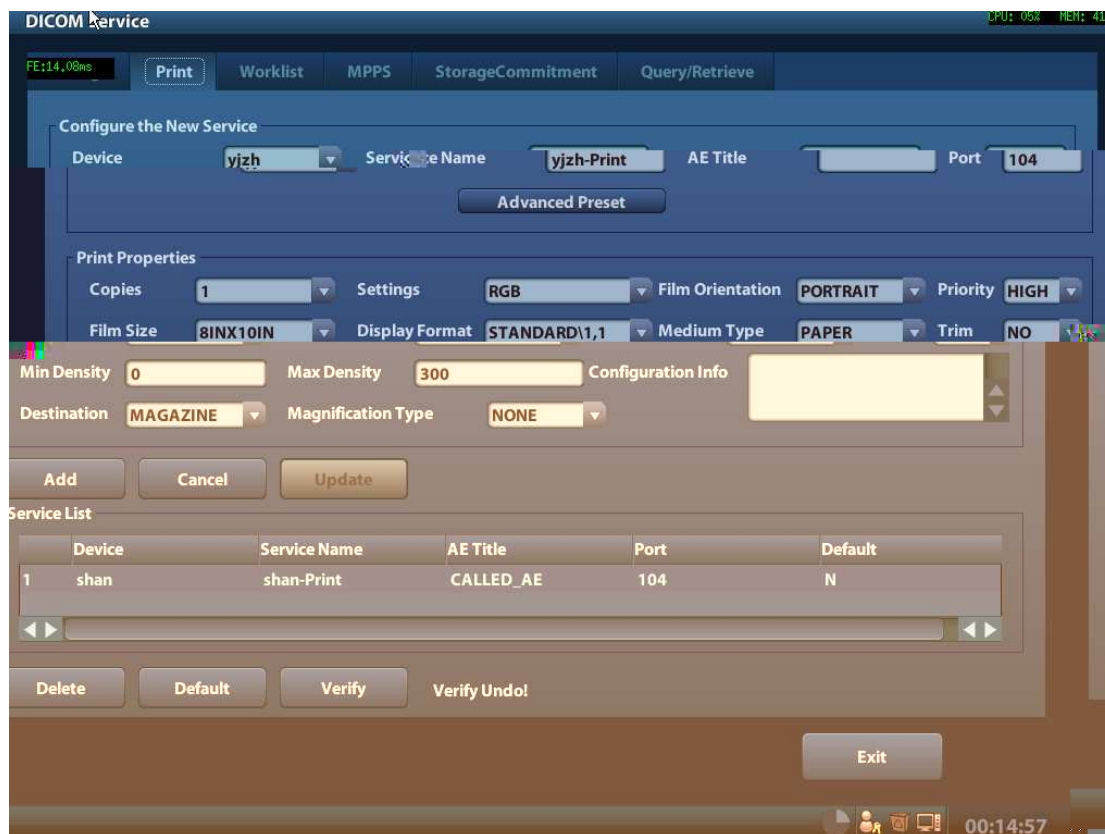 DICOM Service
CPU: 05% MEM: 41
FE:14.08ms
Print Worklist MPPS StorageCommitment Query/Retrieve
Configure the New Service
Device yjzh Service Name yjzh-Print AE Title Port 104
Advanced Preset
Print Properties
Copies 1 Settings RGB Film Orientation PORTRAIT Priority HIGH
Film Size 8INX10IN Display Format STANDARD\1,1 Medium Type PAPER Trim NO
Min Density 0 Max Density 300 Configuration Info
Destination MAGAZINE Magnification Type NONE
Add Cancel Update
Service List
Device Service Name AE Title Port Default
1 shan shan-Print CALLED_AE 104 N
Delete Default Verify Verify Undo!
Exit
00:14:57